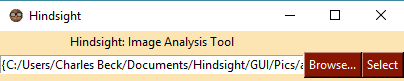 Hindsight
Hindsight: Image Analysis Tool
{C:/Users/Charles Beck/Documents/Hindsight/GUI/Pics/a Browse... Select